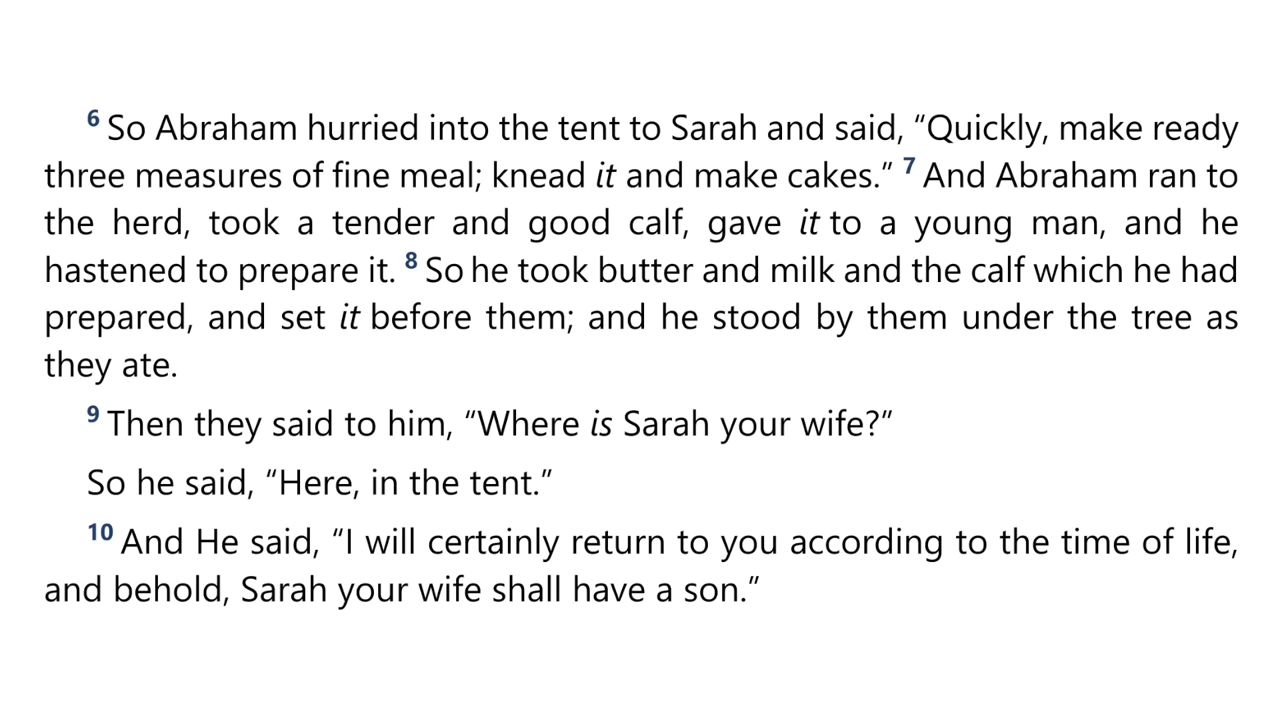 6 So Abraham hurried into the tent to Sarah and said, “Quickly, make ready
three measures of fine meal; knead it and make cakes.” 7 And Abraham ran to
the herd, took a tender and good calf, gave it to a young man, and he
hastened to prepare it. 8 So he took butter and milk and the calf which he had
prepared, and set it before them; and he stood by them under the tree as
they ate.
9 Then they said to him, “Where is Sarah your wife?”
So he said, “Here, in the tent.”
10 And He said, “I will certainly return to you according to the time of life,
and behold, Sarah your wife shall have a son.”